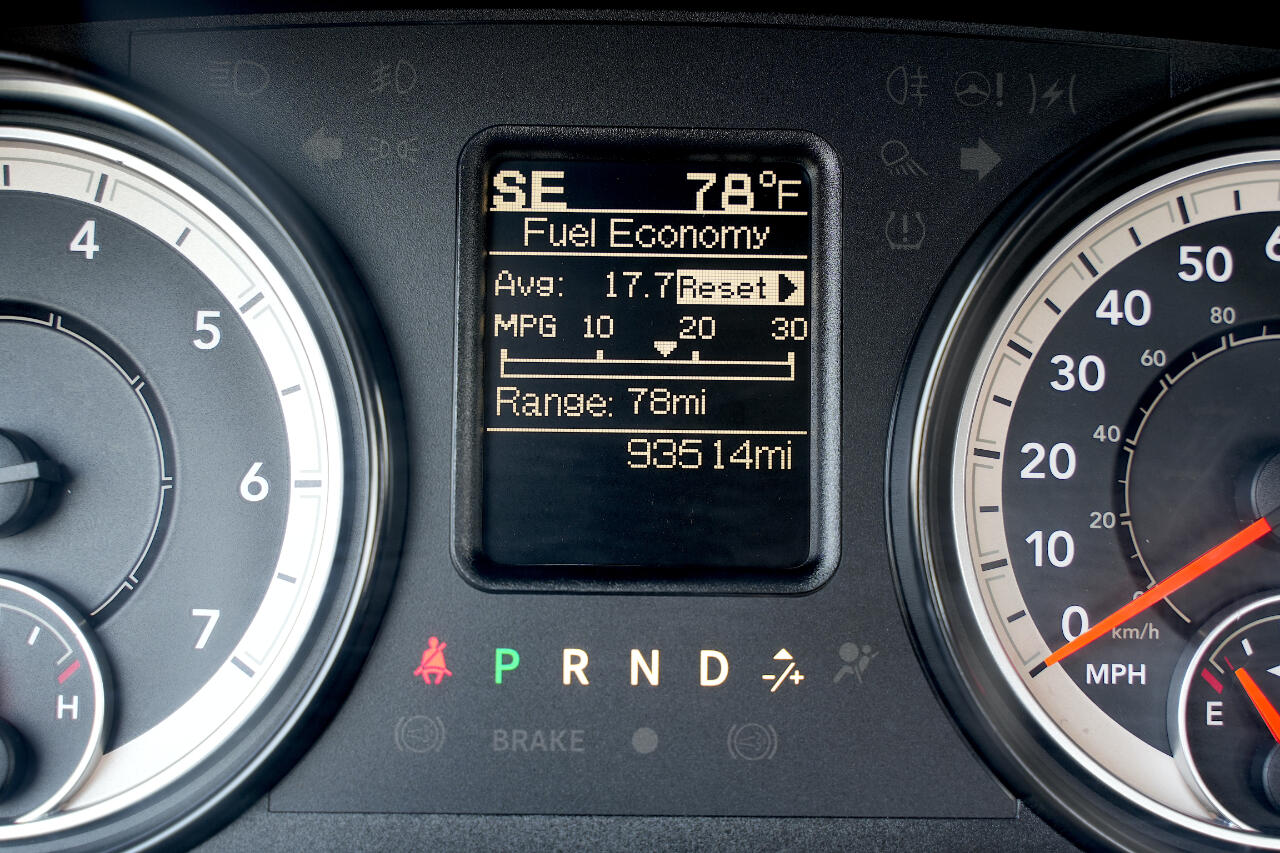 SE 78°F
Fuel Economy
Avg: 17.7 Reset
MPG 10 20 30
Range: 78mi
93514mi
4
5
6
7
H
50
40
30
20
10
0
80
60
40
20
km/h
MPH
E
P R N D -/+
BRAKE